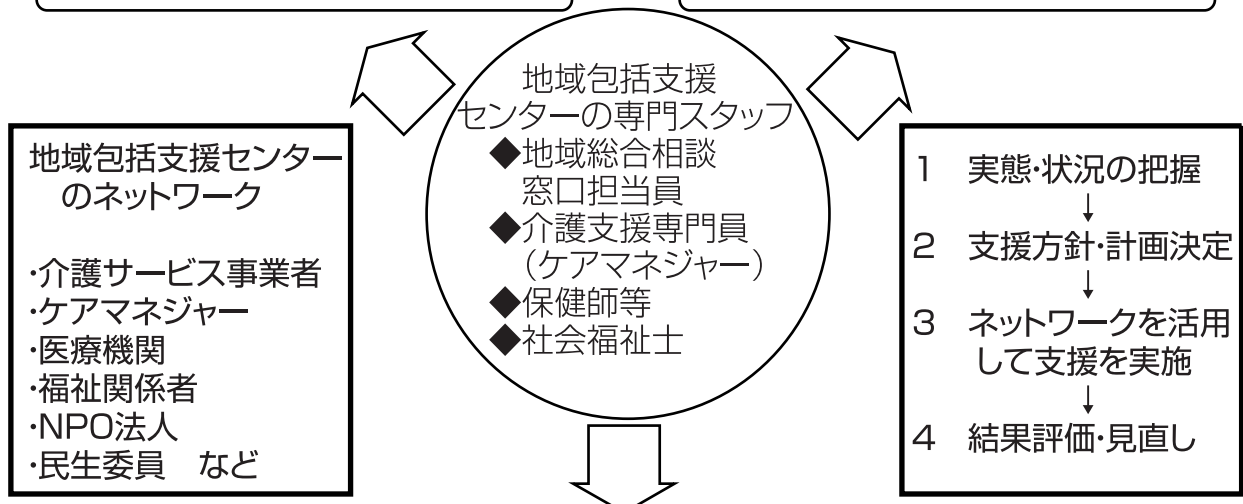 地域包括支援
センターの専門スタッフ
◆地域総合相談
窓口担当員
◆介護支援専門員
（ケアマネジャー）
◆保健師等
◆社会福祉士
地域包括支援センター
のネットワーク
・介護サービス事業者
・ケアマネジャー
・医療機関
・福祉関係者
・NPO法人
・民生委員　など
1　実態・状況の把握
↓
2　支援方針・計画決定
↓
3　ネットワークを活用
して支援を実施
↓
4　結果評価・見直し